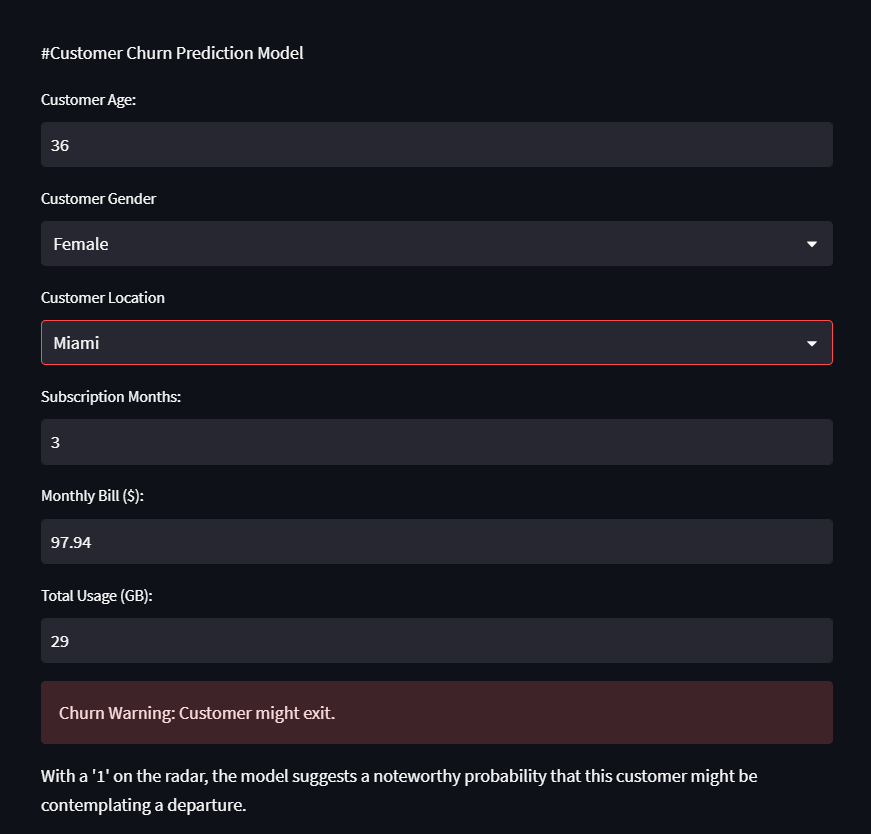 #Customer Churn Prediction Model
Customer Age:
36
Customer Gender
Female
Customer Location
Miami
Subscription Months:
3
Monthly Bill ($):
97.94
Total Usage (GB):
29
Churn Warning: Customer might exit.
With a '1' on the radar, the model suggests a noteworthy probability that this customer might be
contemplating a departure.